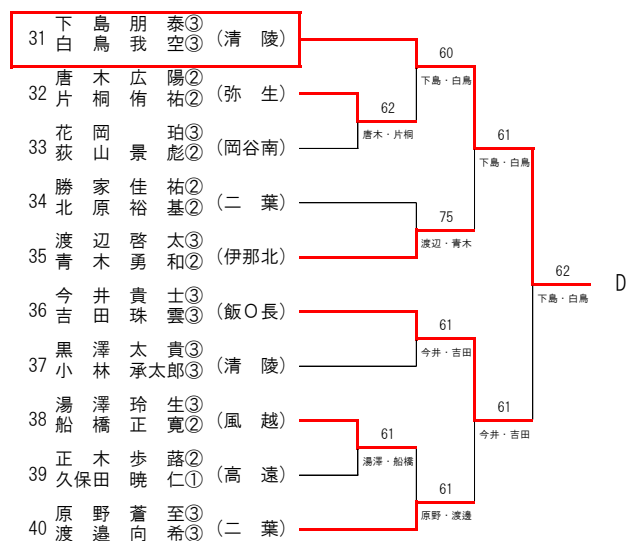 下島朋泰③
31 (清 陵)
白鳥我空③
60
下島・白鳥
唐木広陽②
32 (弥 生)
片桐侑祐②
62
唐木・片桐
花岡 珀③
33 (岡谷南)
荻山景彪②
61
下島・白鳥
勝家佳祐②
34 (二 葉)
北原裕基②
75
渡辺・青木
渡辺啓太③
35 (伊那北)
青木勇和②
62
下島・白鳥
D
今井貴士③
36 (飯O長)
吉田珠雲③
61
今井・吉田
黒澤太貴③
37 (清 陵)
小林承太郎③
61
今井・吉田
湯澤玲生③
38 (風 越)
船橋正寛②
61
湯澤・船橋
正木歩蕗②
39 (高 遠)
久保田暁仁①
61
原野・渡邉
原野蒼至③
40 (二 葉)
渡邉向希③